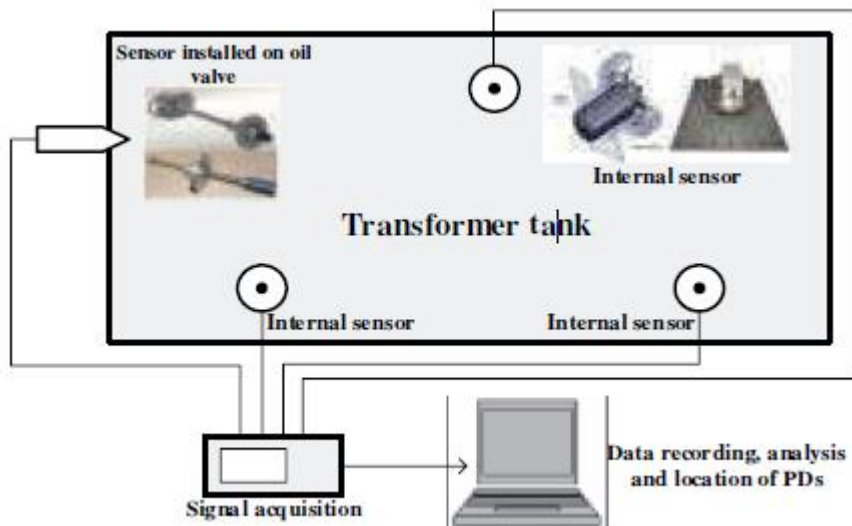 Sensor installed on oil
valve
Internal sensor
Transformer tank
Internal sensor
Internal sensor
Data recording, analysis
and location of PDs
Signal acquisition